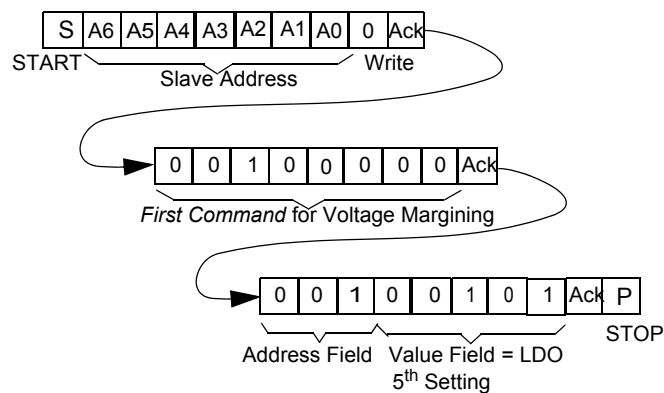 S A6 A5 A4 A3 A2 A1 A0 0 Ack
START Slave Address Write
0 0 1 0 0 0 0 0 Ack
First Command for Voltage Margining
0 0 1 0 0 1 0 1 Ack P
STOP
Address Field Value Field = LDO
5th Setting